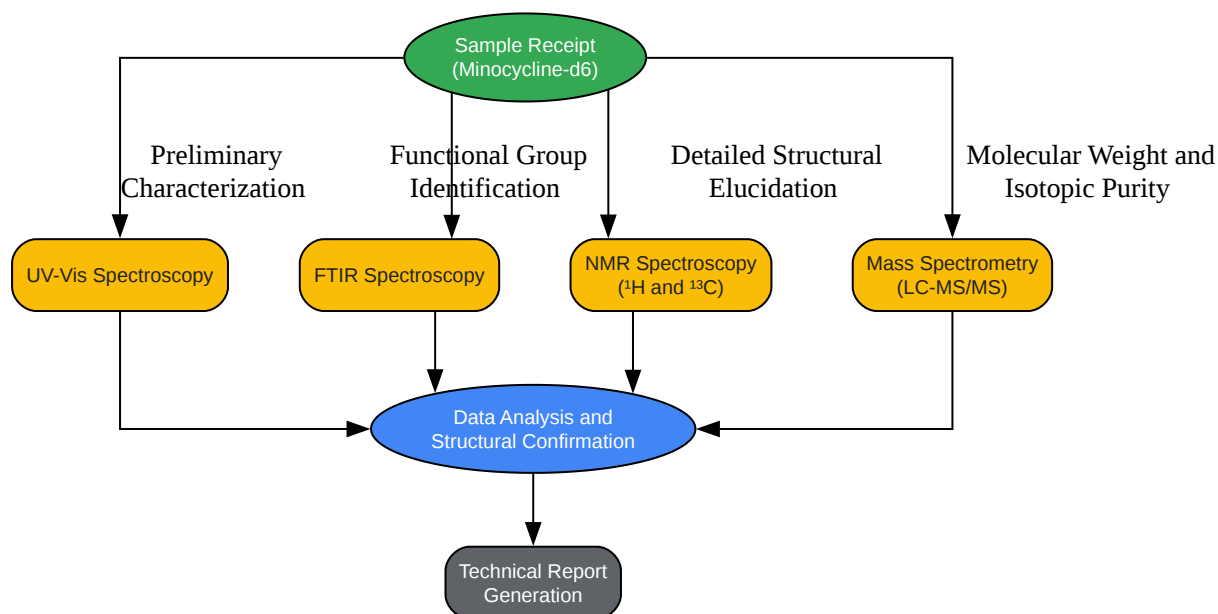 Sample Receipt
(Minocycline-d6)
Preliminary
Characterization
Functional Group
Identification
Detailed Structural
Elucidation
Molecular Weight and
Isotopic Purity
UV-Vis Spectroscopy
FTIR Spectroscopy
NMR Spectroscopy
(¹H and ¹³C)
Mass Spectrometry
(LC-MS/MS)
Data Analysis and
Structural Confirmation
Technical Report
Generation